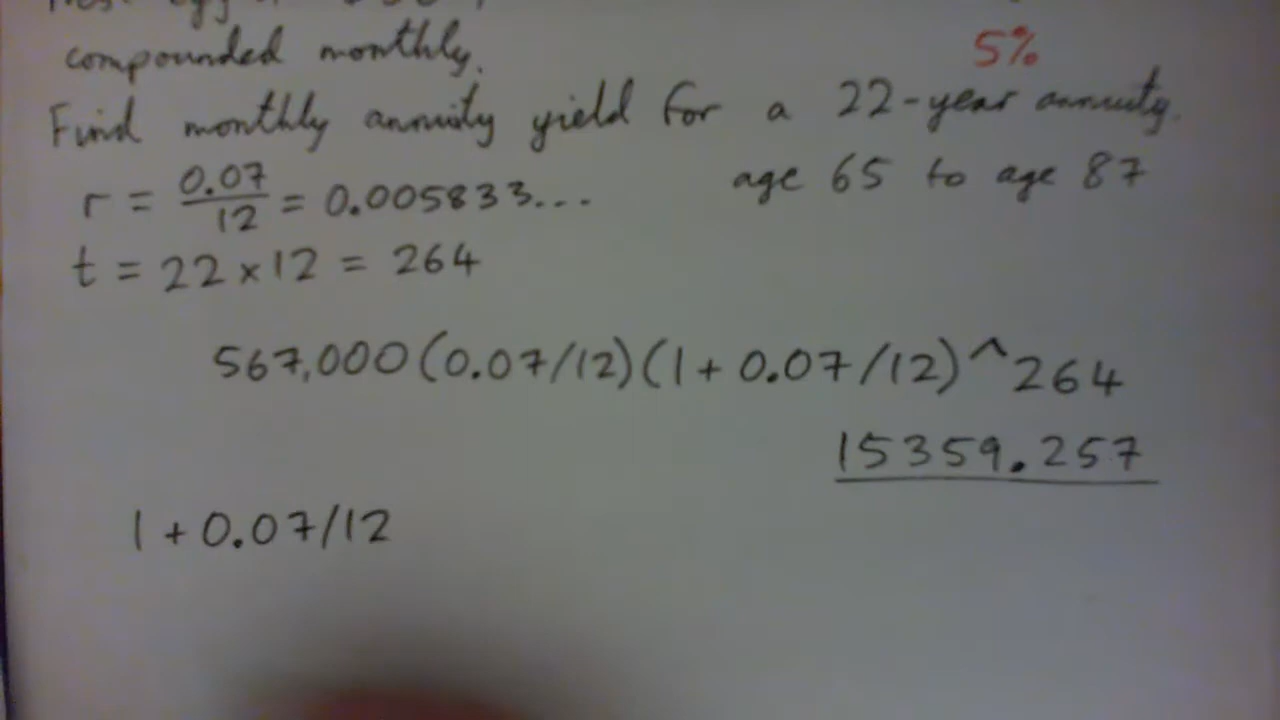 compounded monthly.
5%
Find monthly annuity yield for a 22-year annuity.
r = 0.07/12 = 0.005833...
age 65 to age 87
t = 22 × 12 = 264
567,000(0.07/12)(1 + 0.07/12)^264
15359.257
1 + 0.07/12